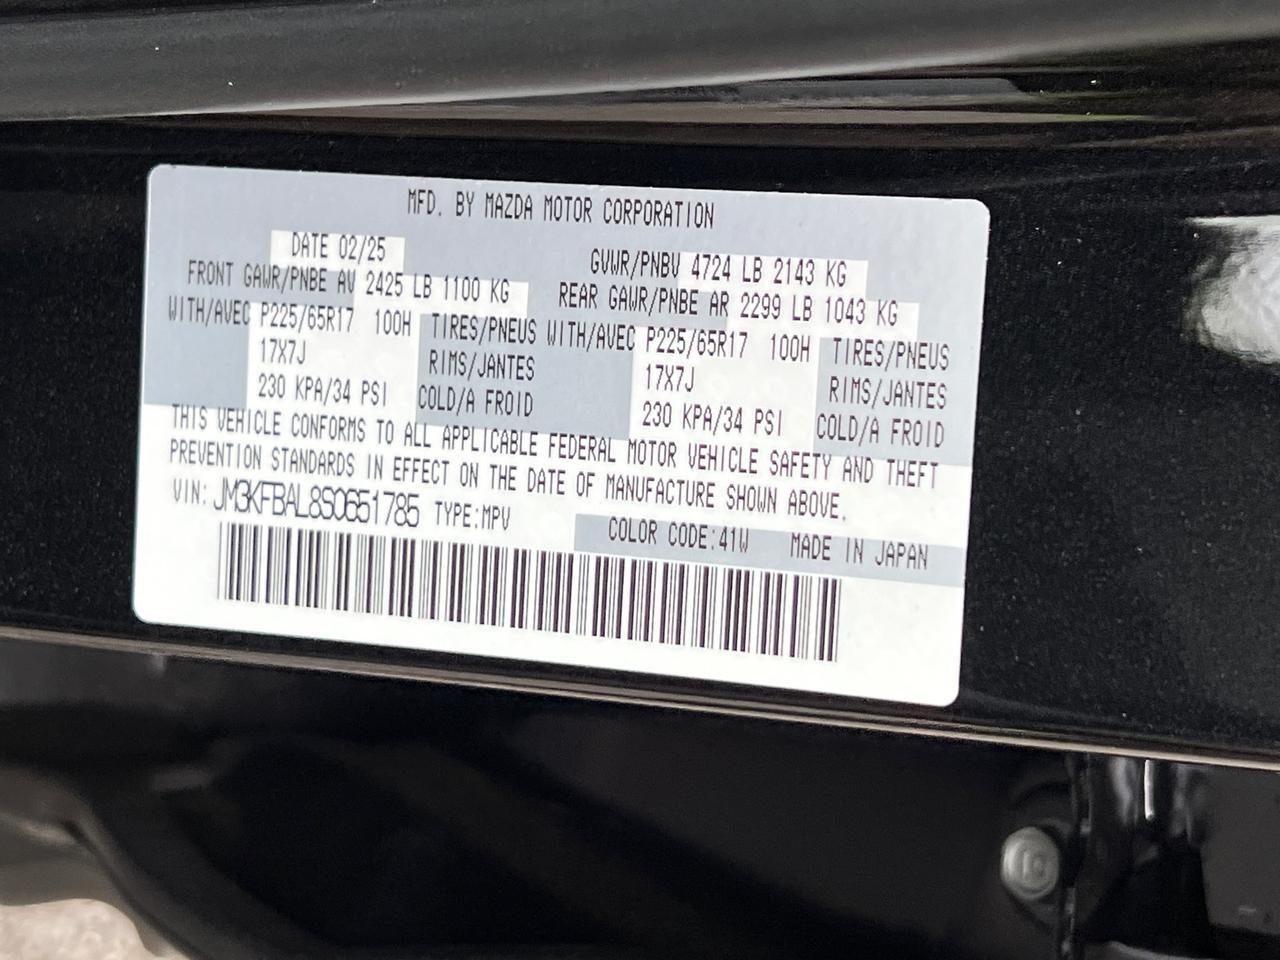 MFD. BY MAZDA MOTOR CORPORATION
DATE 02/25 GVWR/PNBV 4724 LB 2143 KG
FRONT GAWR/PNBE AV 2425 LB 1100 KG REAR GAWR/PNBE AR 2299 LB 1043 KG
WITH/AVEC P225/65R17 100H TIRES/PNEUS WITH/AVEC P225/65R17 100H TIRES/PNEUS
17X7J RIMS/JANTES 17X7J RIMS/JANTES
230 KPA/34 PSI COLD/A FROID 230 KPA/34 PSI COLD/A FROID
THIS VEHICLE CONFORMS TO ALL APPLICABLE FEDERAL MOTOR VEHICLE SAFETY AND THEFT
PREVENTION STANDARDS IN EFFECT ON THE DATE OF MANUFACTURE SHOWN ABOVE.
VIN: JM3KFBAL8S0651785 TYPE:MPV
COLOR CODE:41W MADE IN JAPAN
10